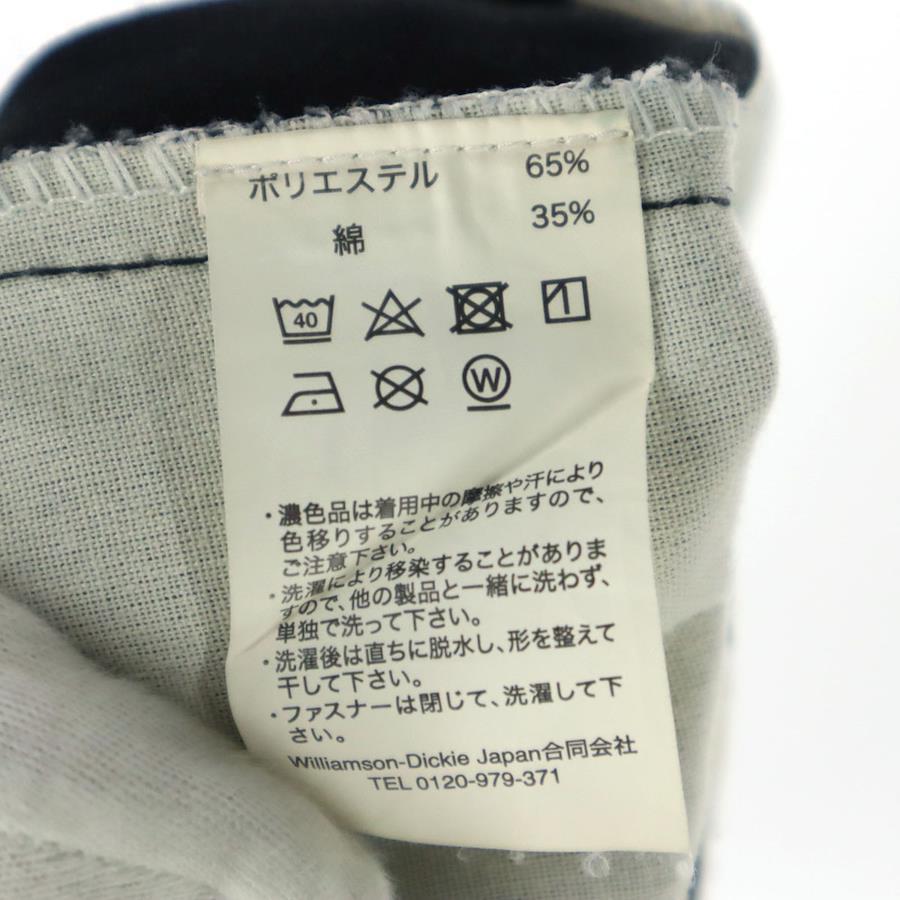 ポリエステル 65%
綿 35%
40
W
・濃色品は着用中の摩擦や汗により
色移りすることがありますので、
ご注意下さい。
・洗濯により移染することがありま
すので、他の製品と一緒に洗わず、
単独で洗って下さい。
・洗濯後は直ちに脱水し、形を整えて
干して下さい。
・ファスナーは閉じて、洗濯して下
さい。
Williamson-Dickie Japan合同会社
TEL 0120-979-371